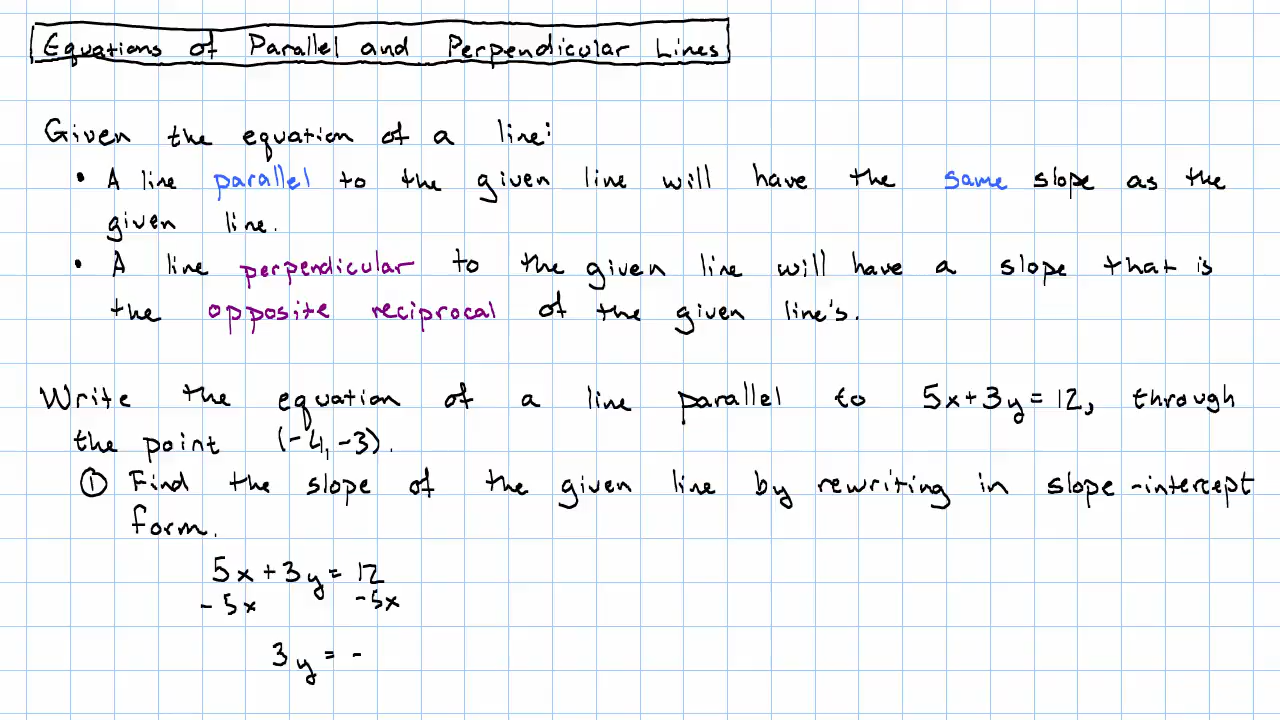 Equations of Parallel and Perpendicular Lines
Given the equation of a line:
• A line parallel to the given line will have the same slope as the
given line.
• A line perpendicular to the given line will have a slope that is
the opposite reciprocal of the given line's.
Write the equation of a line parallel to 5x+3y=12, through
the point (-4,-3).
① Find the slope of the given line by rewriting in slope-intercept
form.
5x+3y=12
-5x -5x
3y = -